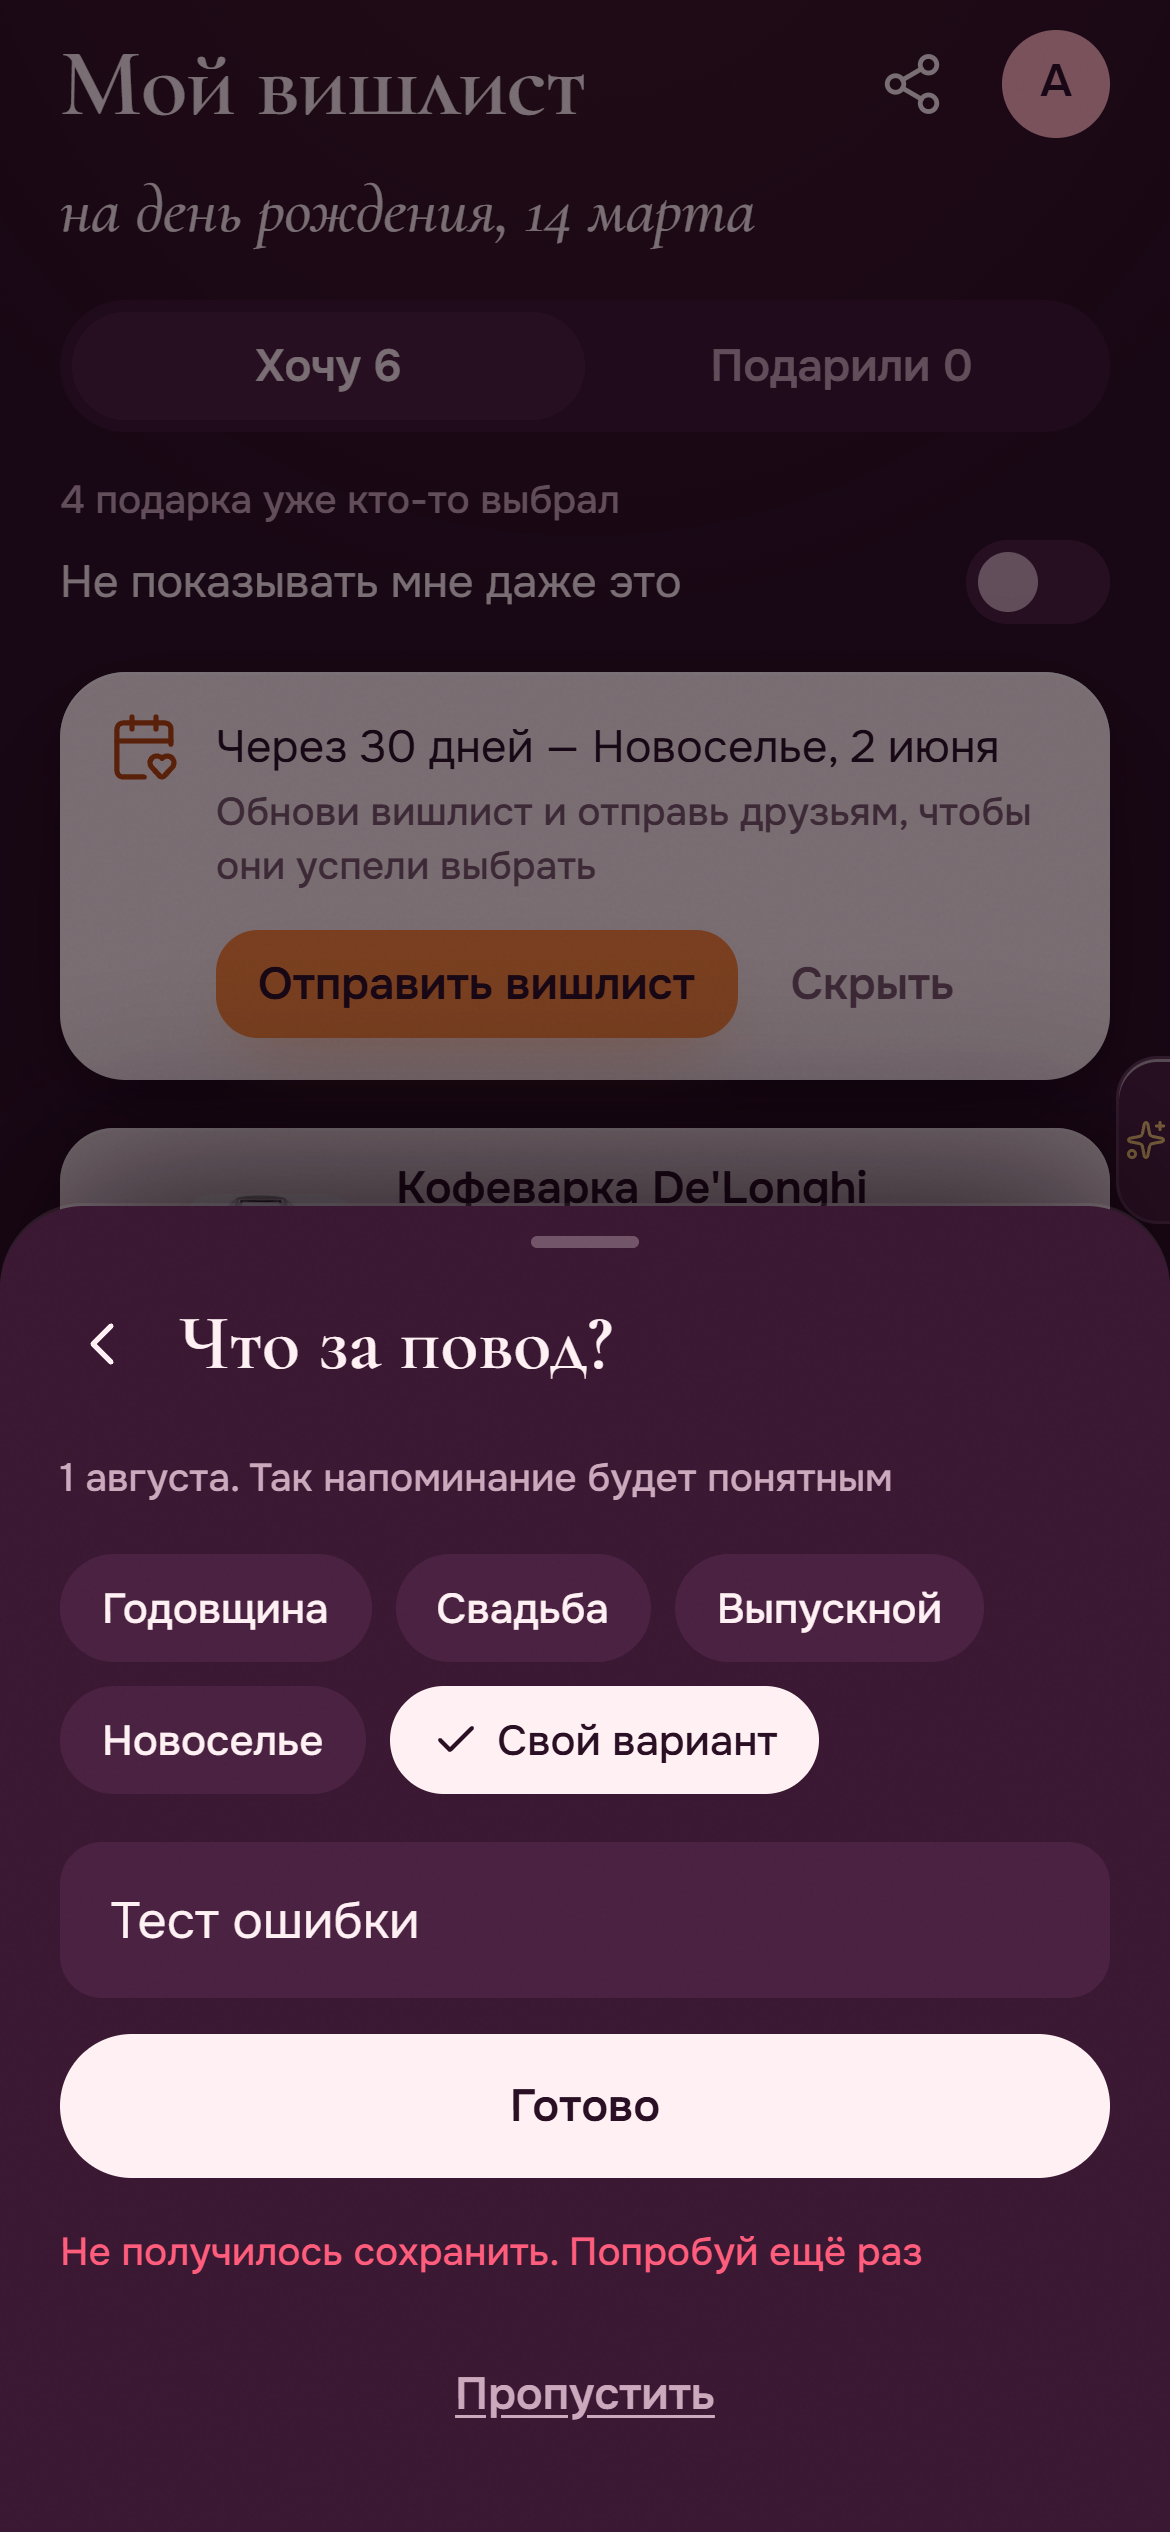 Мой вишлист
А
на день рождения, 14 марта
Хочу 6
Подарили 0
4 подарка уже кто-то выбрал
Не показывать мне даже это
Через 30 дней — Новоселье, 2 июня
Обнови вишлист и отправь друзьям, чтобы
они успели выбрать
Отправить вишлист
Скрыть
Кофеварка De'Longhi
Что за повод?
1 августа. Так напоминание будет понятным
Годовщина
Свадьба
Выпускной
Новоселье
Свой вариант
Тест ошибки
Готово
Не получилось сохранить. Попробуй ещё раз
Пропустить